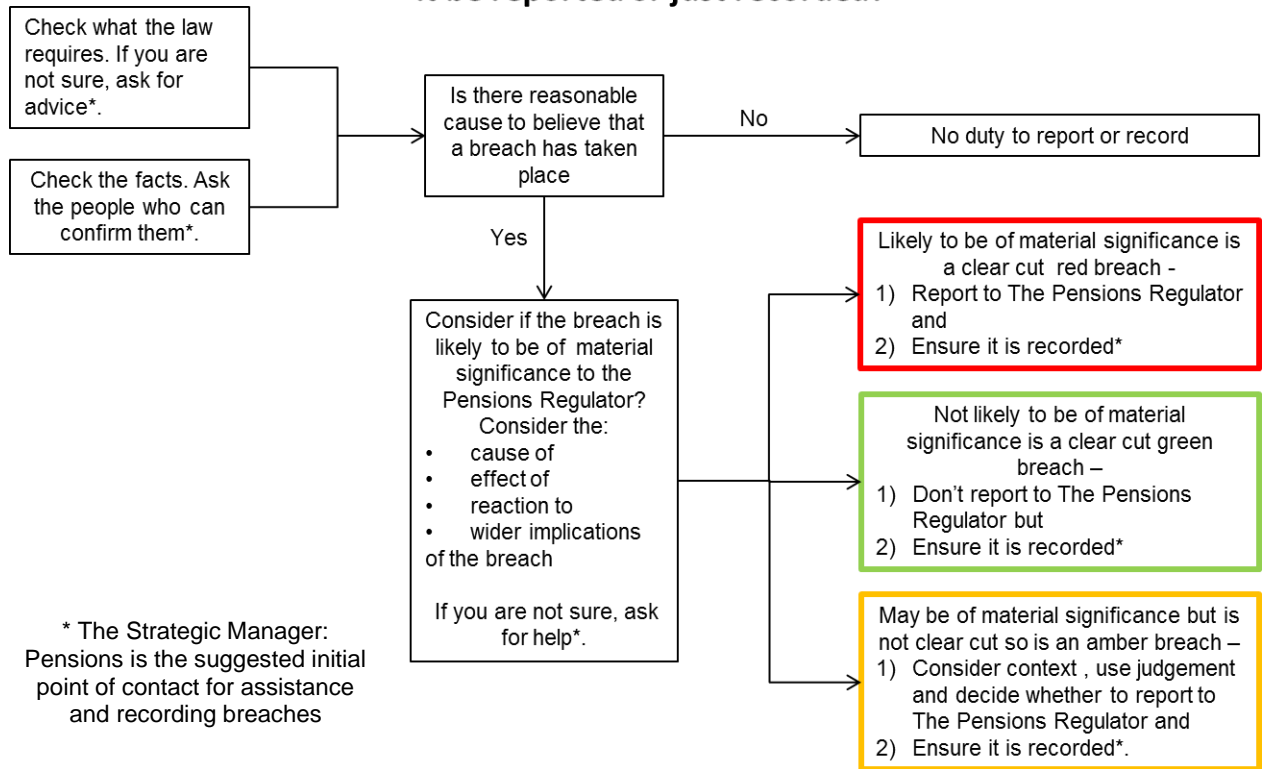 it be reported or just recorded?
Check what the law
requires. If you are
not sure, ask for
advice*.
Check the facts. Ask
the people who can
confirm them*.
Is there reasonable
cause to believe that
a breach has taken
place
No
No duty to report or record
Yes
Consider if the breach is
likely to be of material
significance to the
Pensions Regulator?
Consider the:
• cause of
• effect of
• reaction to
• wider implications
of the breach
If you are not sure, ask
for help*.
Likely to be of material significance is
a clear cut red breach -
1) Report to The Pensions Regulator
and
2) Ensure it is recorded*
Not likely to be of material
significance is a clear cut green
breach –
1) Don't report to The Pensions
Regulator but
2) Ensure it is recorded*
May be of material significance but is
not clear cut so is an amber breach –
1) Consider context , use judgement
and decide whether to report to
The Pensions Regulator and
2) Ensure it is recorded*.
* The Strategic Manager:
Pensions is the suggested initial
point of contact for assistance
and recording breaches